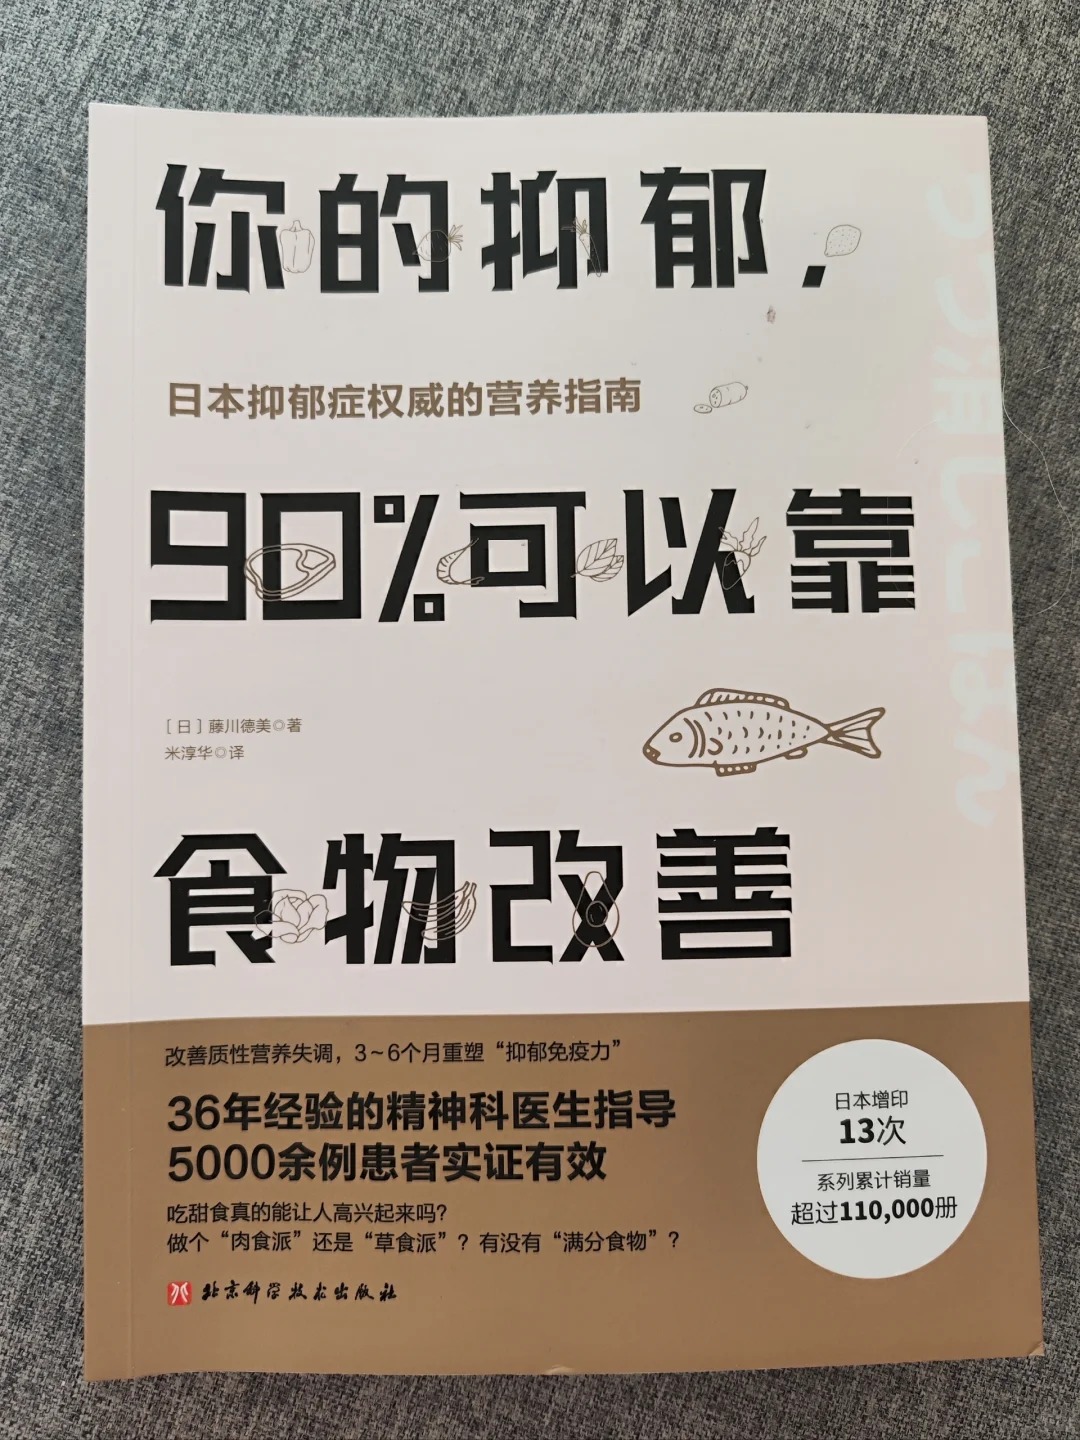 你的抑郁，
日本抑郁症权威的营养指南
90%可以靠
[日]藤川德美◎著
米淳华◎译
食物改善
うつ消しごはん
改善质性营养失调，3~6个月重塑“抑郁免疫力”
36年经验的精神科医生指导
5000余例患者实证有效
吃甜食真的能让人高兴起来吗？
做个“肉食派”还是“草食派”？有没有“满分食物”？
日本增印
13次
系列累计销量
超过110,000册
北京科学技术出版社